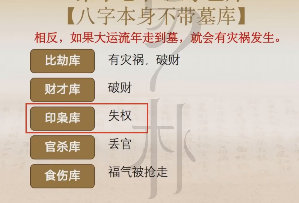 【八字本身不带墓库】
相反，如果大运流年走到墓，就会有灾祸发生。
比劫库 有灾祸、破财
财才库 破财
印枭库 失权
官杀库 丢官
食伤库 福气被抢走